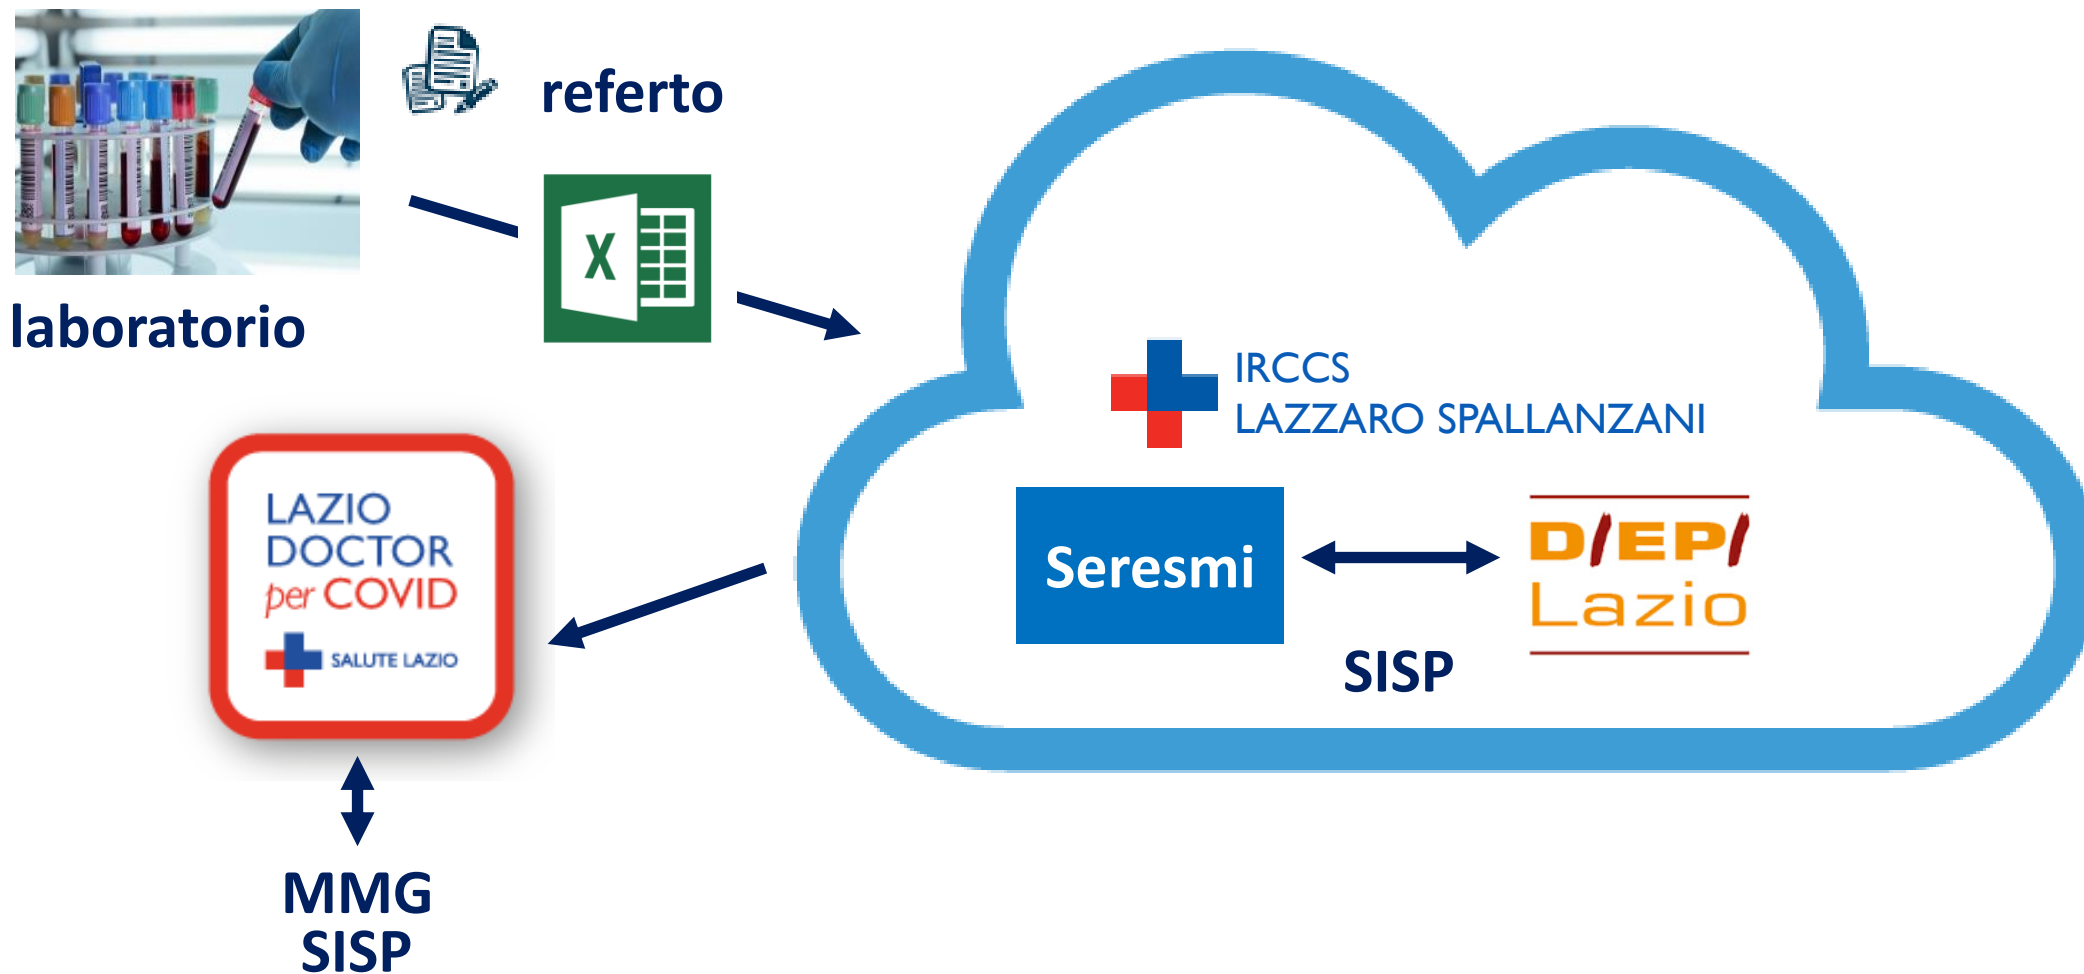 referto
X
laboratorio
IRCCS
LAZZARO SPALLANZANI
Seresmi
D/EP/
Lazio
SISP
LAZIO
DOCTOR
per COVID
SALUTE LAZIO
MMG
SISP